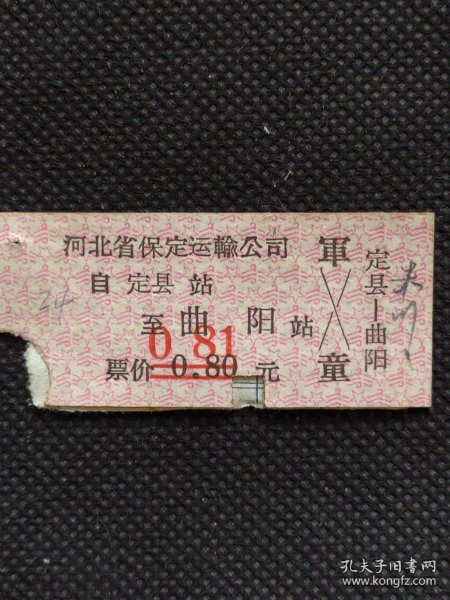 河北省保定运輸公司
自 定县 站
至 曲 阳 站
0.81
票价 0.80 元
軍
童
定县—曲阳
24
孔夫子旧书网
www.kongfz.com